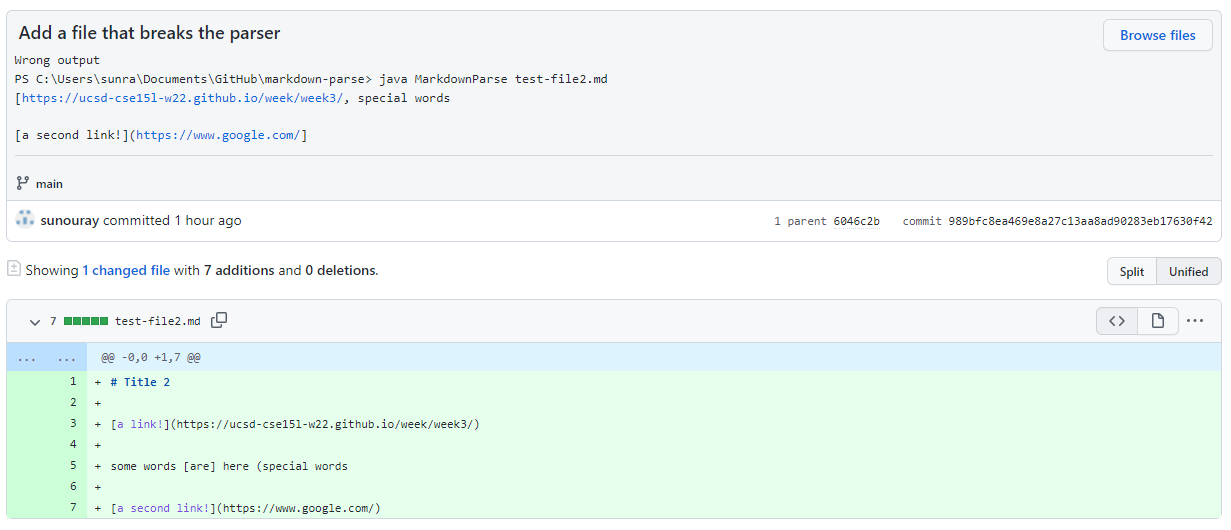 Add a file that breaks the parser
Browse files
Wrong output
PS C:\Users\sunra\Documents\GitHub\markdown-parse> java MarkdownParse test-file2.md
[https://ucsd-cse15l-w22.github.io/week/week3/, special words
[a second link!](https://www.google.com/]
main
sunouray committed 1 hour ago
1 parent 6046c2b commit 989bfc8ea469e8a27c13aa8ad90283eb17630f42
Showing 1 changed file with 7 additions and 0 deletions.
Split Unified
7 test-file2.md
... ... @@ -0,0 +1,7 @@
1 + # Title 2
2 +
3 + [a link!](https://ucsd-cse15l-w22.github.io/week/week3/)
4 +
5 + some words [are] here (special words
6 +
7 + [a second link!](https://www.google.com/)